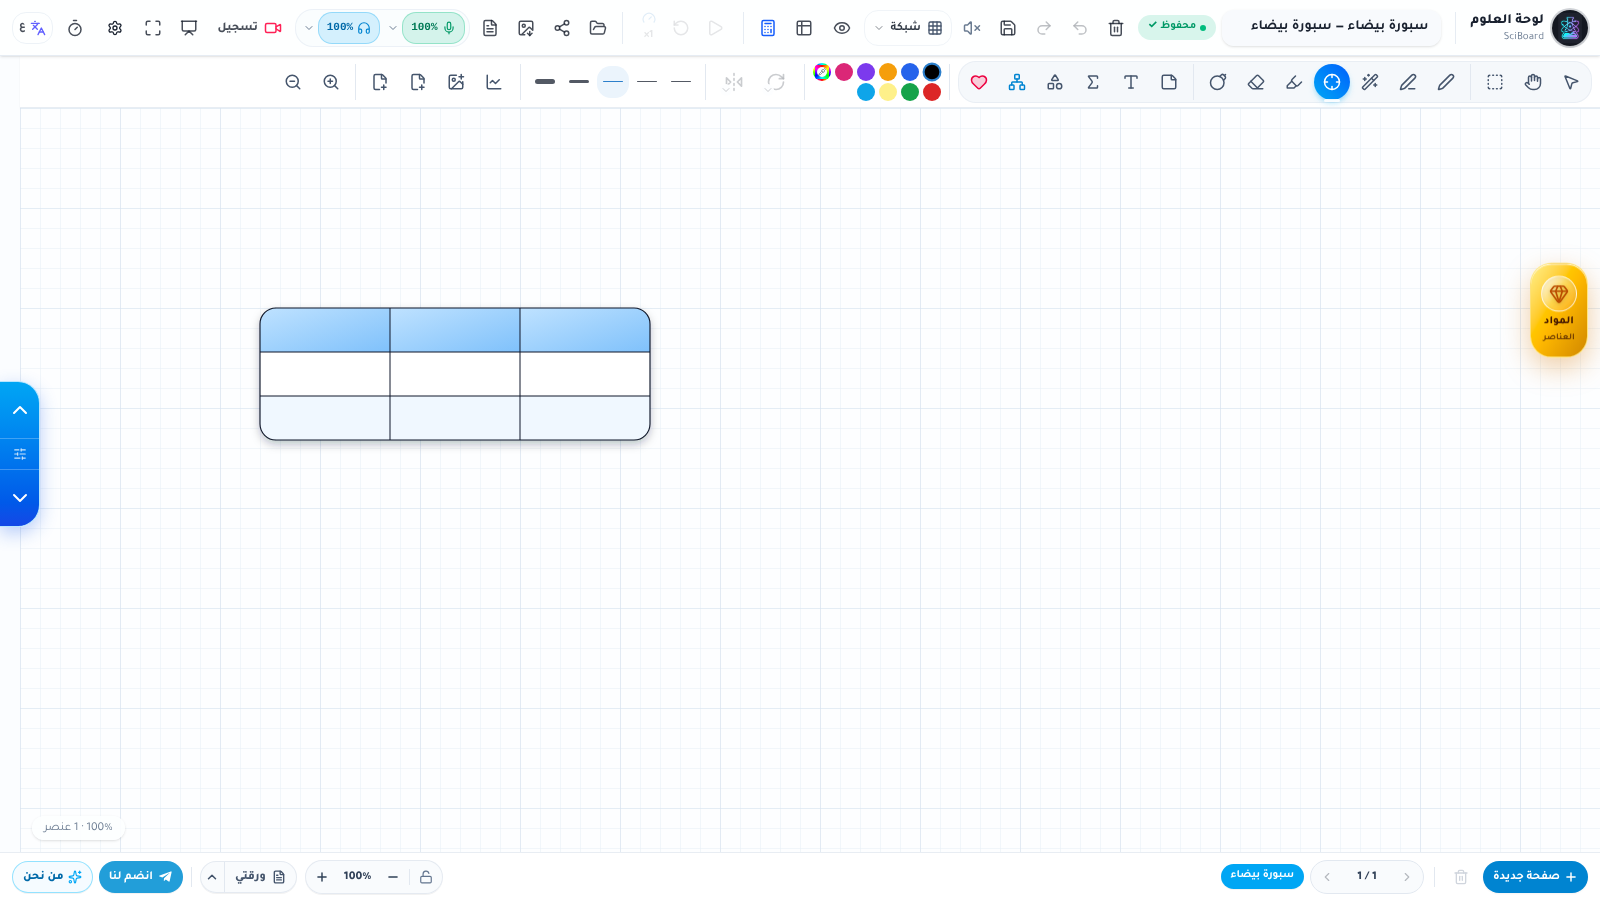 لوحة العلوم
SciBoard
سبورة بيضاء – سبورة بيضاء
محفوظ ✓
شبكة
x1
100%
100%
تسجيل
ع
المواد
العناصر
100% · 1 عنصر
صفحة جديدة
1 / 1
سبورة بيضاء
100%
ورقتي
انضم لنا
من نحن